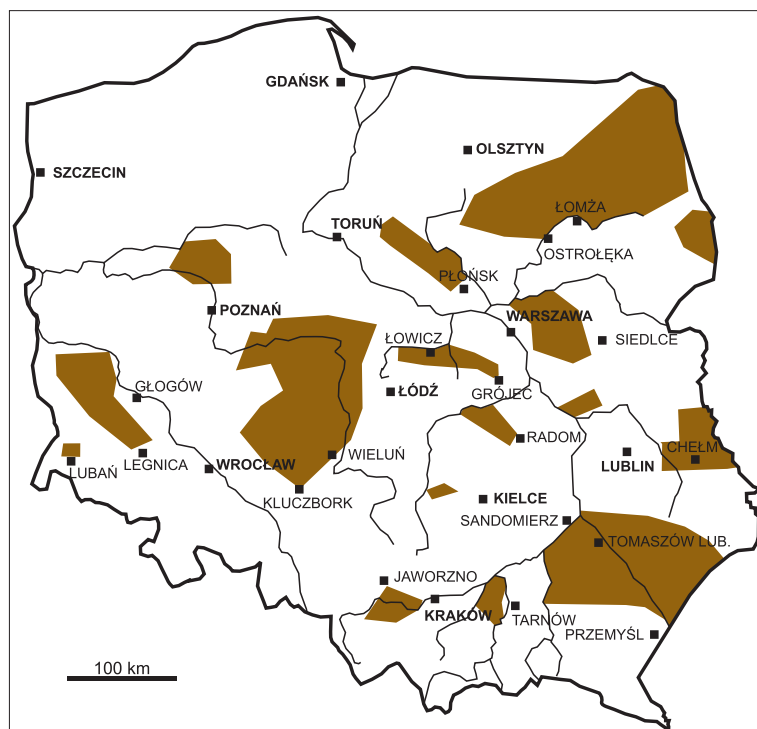 GDAŃSK
OLSZTYN
SZCZECIN
ŁOMŻA
TORUŃ
OSTROŁĘKA
PŁOŃSK
POZNAŃ
WARSZAWA
ŁOWICZ
SIEDLCE
GŁOGÓW
ŁÓDŹ
GRÓJEC
RADOM
CHEŁM
LUBAŃ
LEGNICA
WROCŁAW
WIELUŃ
LUBLIN
KLUCZBORK
KIELCE
SANDOMIERZ
TOMASZÓW LUB.
JAWORZNO
KRAKÓW
TARNÓW
PRZEMYŚL
100 km